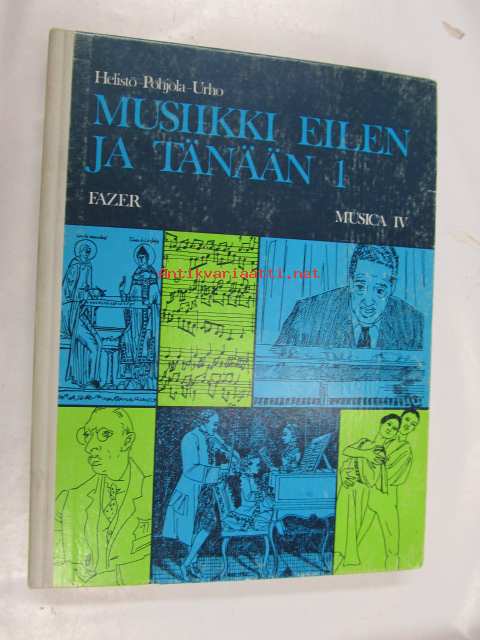 Helistö-Pohjola-Urho
MUSIIKKI EILEN
JA TÄNÄÄN 1
FAZER
MUSICA IV
antikvariaatti.net